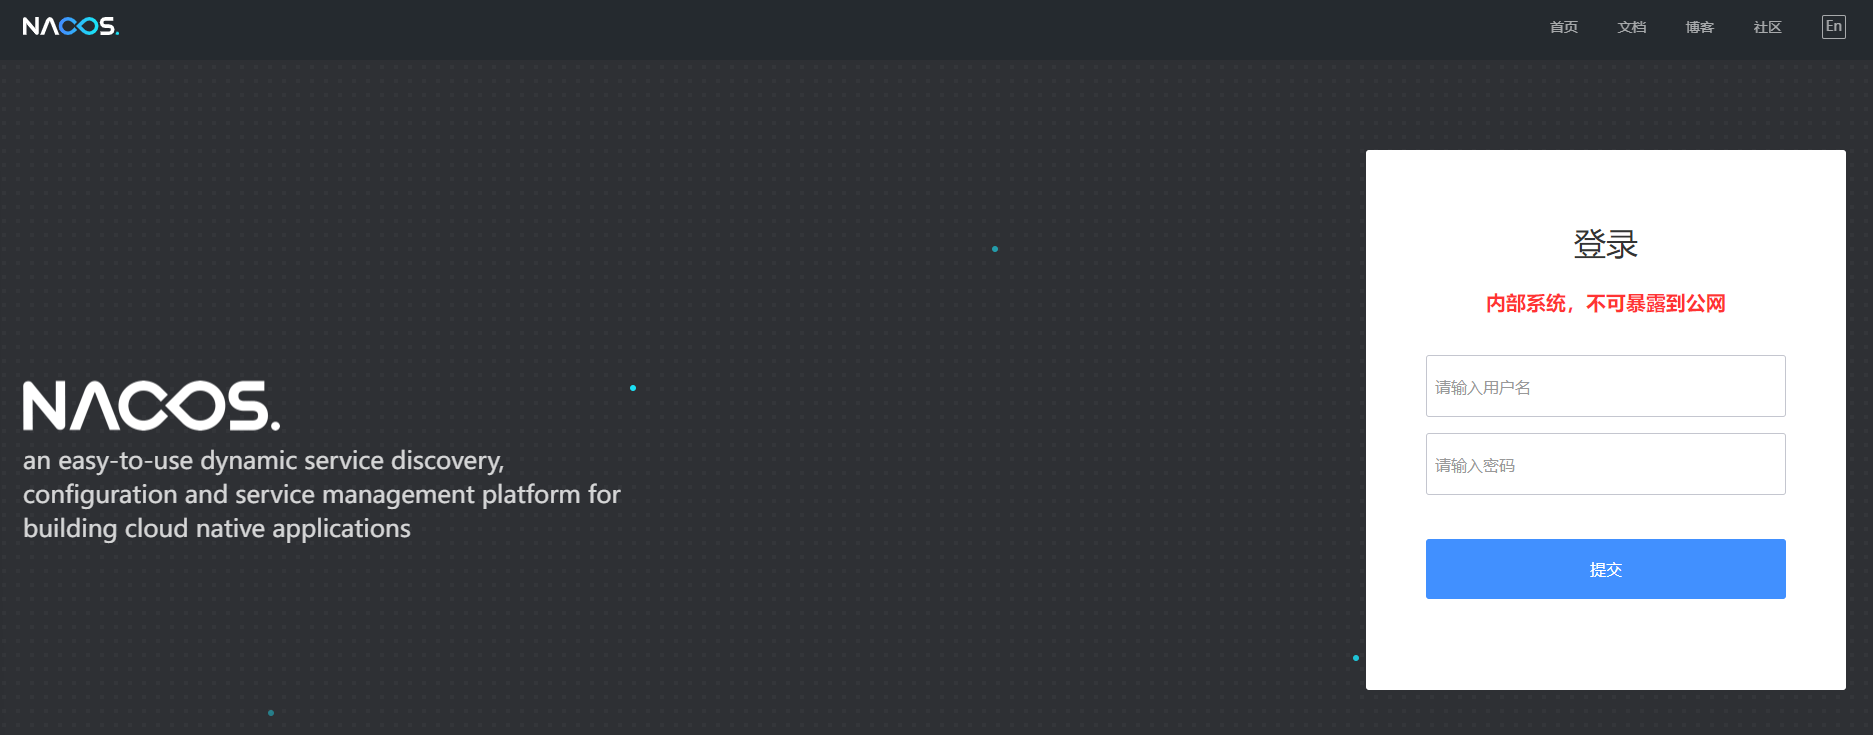 NACOS.
首页
文档
博客
社区
En
NACOS.
an easy-to-use dynamic service discovery,
configuration and service management platform for
building cloud native applications
登录
内部系统，不可暴露到公网
请输入用户名
请输入密码
提交